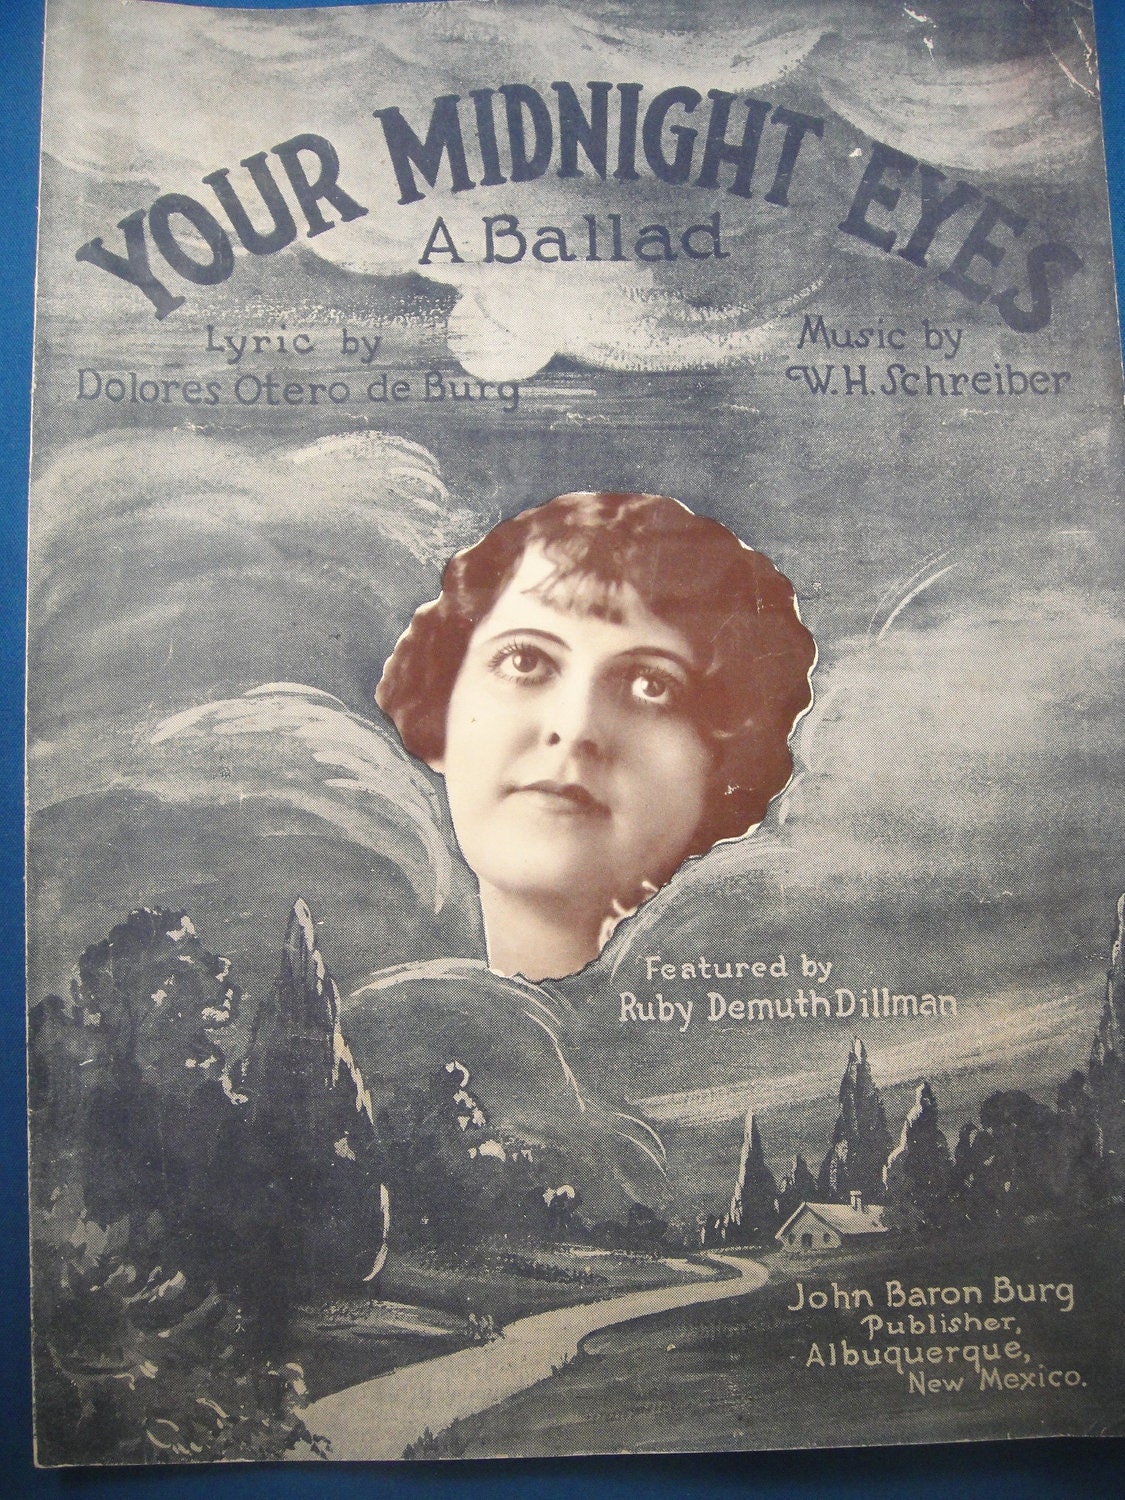 YOUR MIDNIGHT EYES
A Ballad
Lyric by
Dolores Otero de Burg
Music by
W.H. Schreiber
Featured by
Ruby Demuth Dillman
John Baron Burg
Publisher,
Albuquerque,
New Mexico.